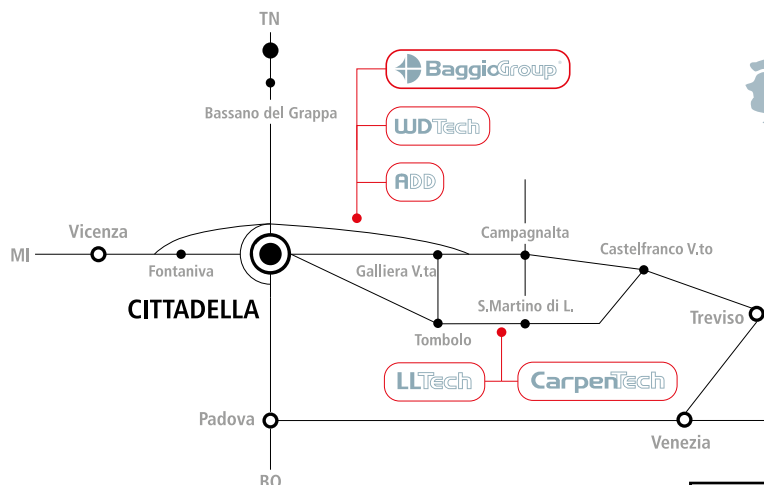 TN
BaggioGroup
Bassano del Grappa
WDTech
ADD
Vicenza
Campagnalta
Castelfranco V.to
MI
Fontaniva
Galliera V.ta
CITTADELLA
S.Martino di L.
Treviso
Tombolo
LLTech
CarpenTech
Padova
Venezia
BO